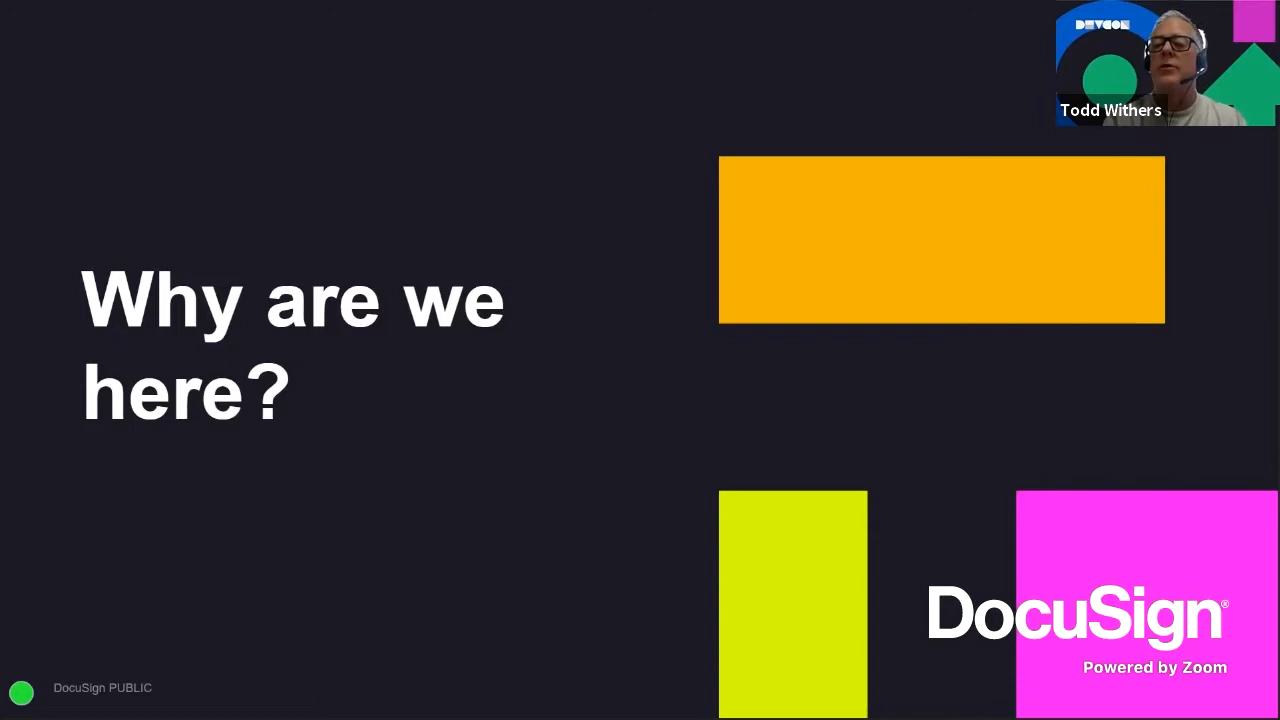 DEVCON
Todd Withers
Why are we
here?
DocuSign®
Powered by Zoom
DocuSign PUBLIC